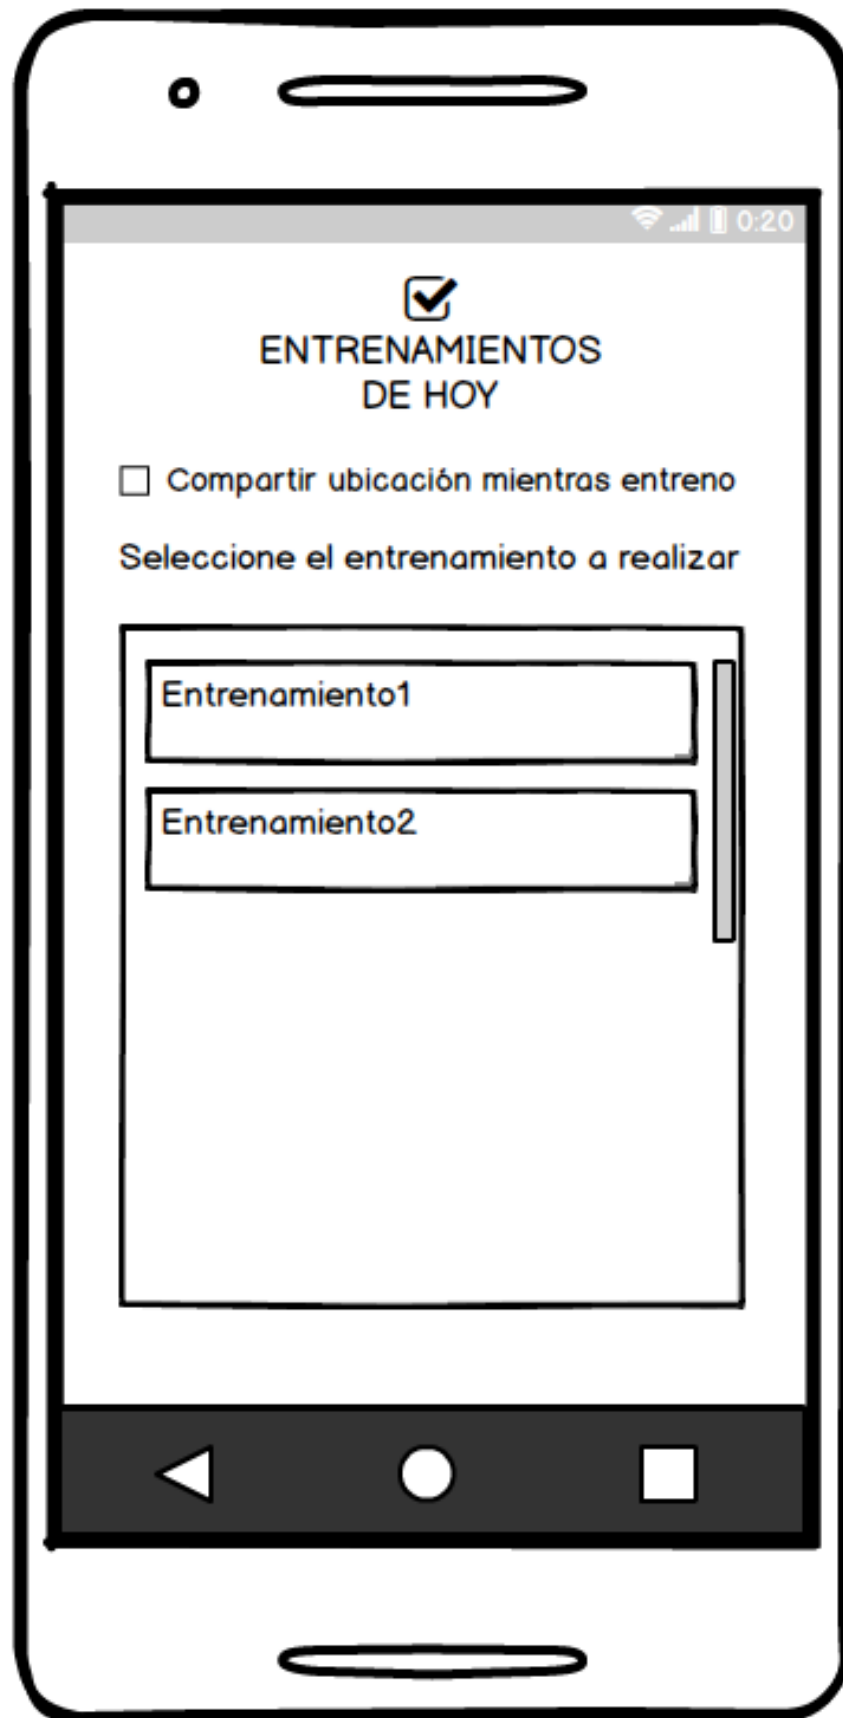 0:20
ENTRENAMIENTOS
DE HOY
Compartir ubicación mientras entreno
Seleccione el entrenamiento a realizar
Entrenamiento1
Entrenamiento2